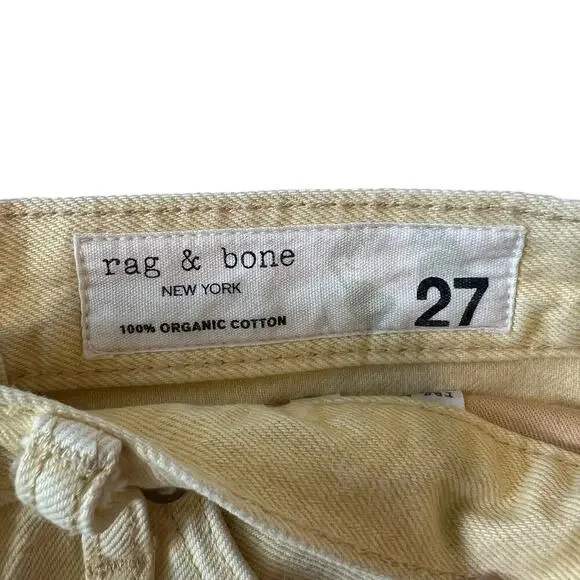 rag & bone
NEW YORK
100% ORGANIC COTTON
27